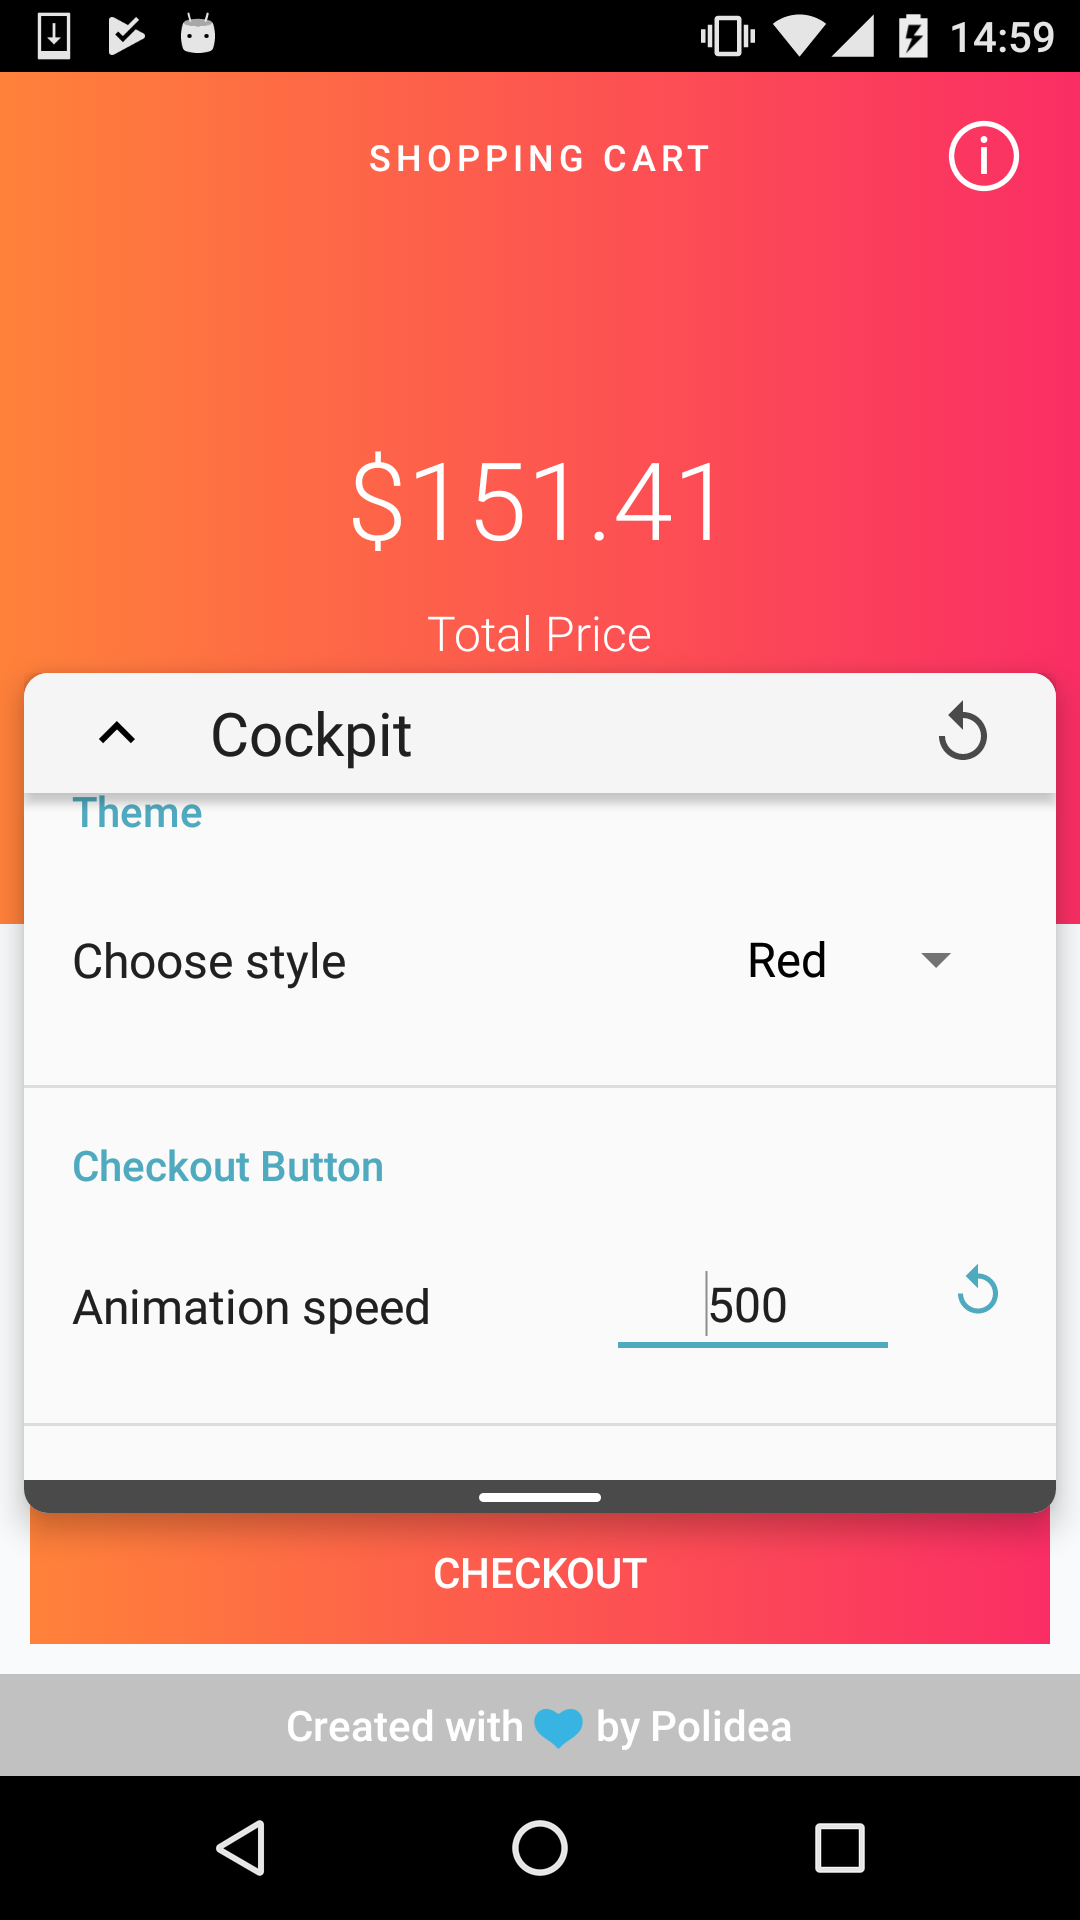 14:59
SHOPPING CART
$151.41
Total Price
Cockpit
Theme
Choose style Red
Checkout Button
Animation speed 500
CHECKOUT
Created with by Polidea